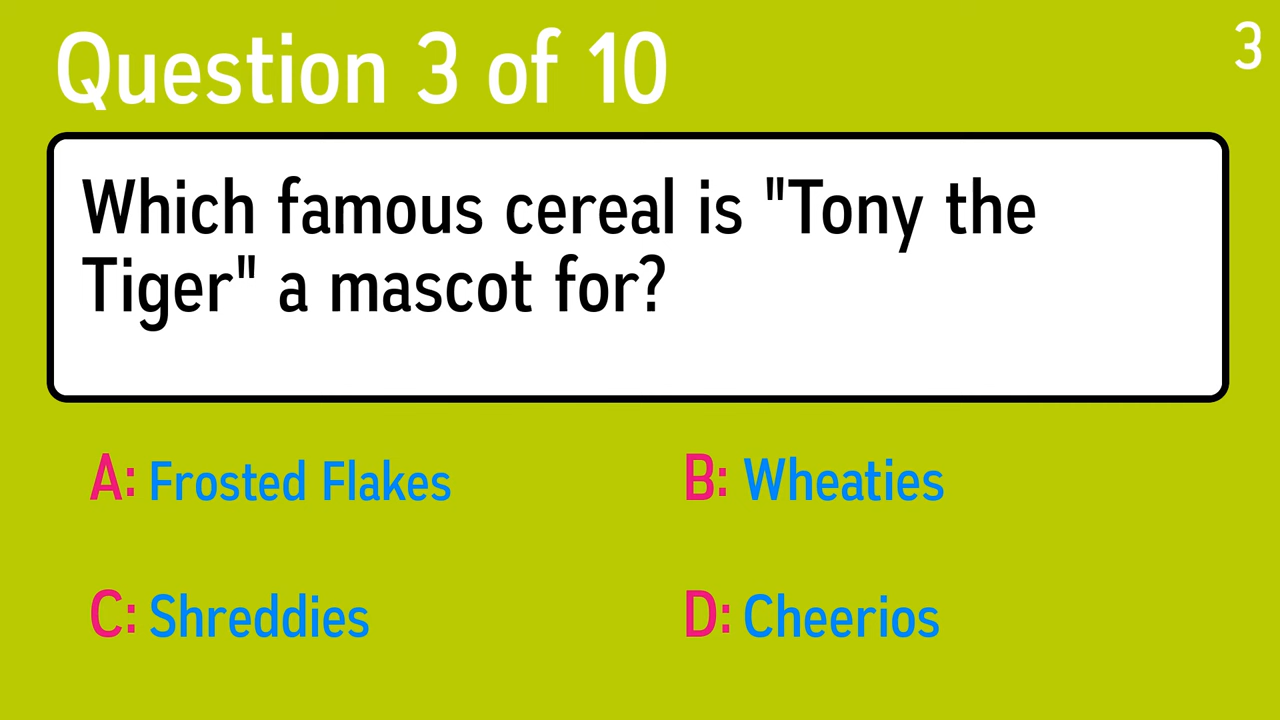 Question 3 of 10
3
Which famous cereal is "Tony the
Tiger" a mascot for?
A: Frosted Flakes
B: Wheaties
C: Shreddies
D: Cheerios